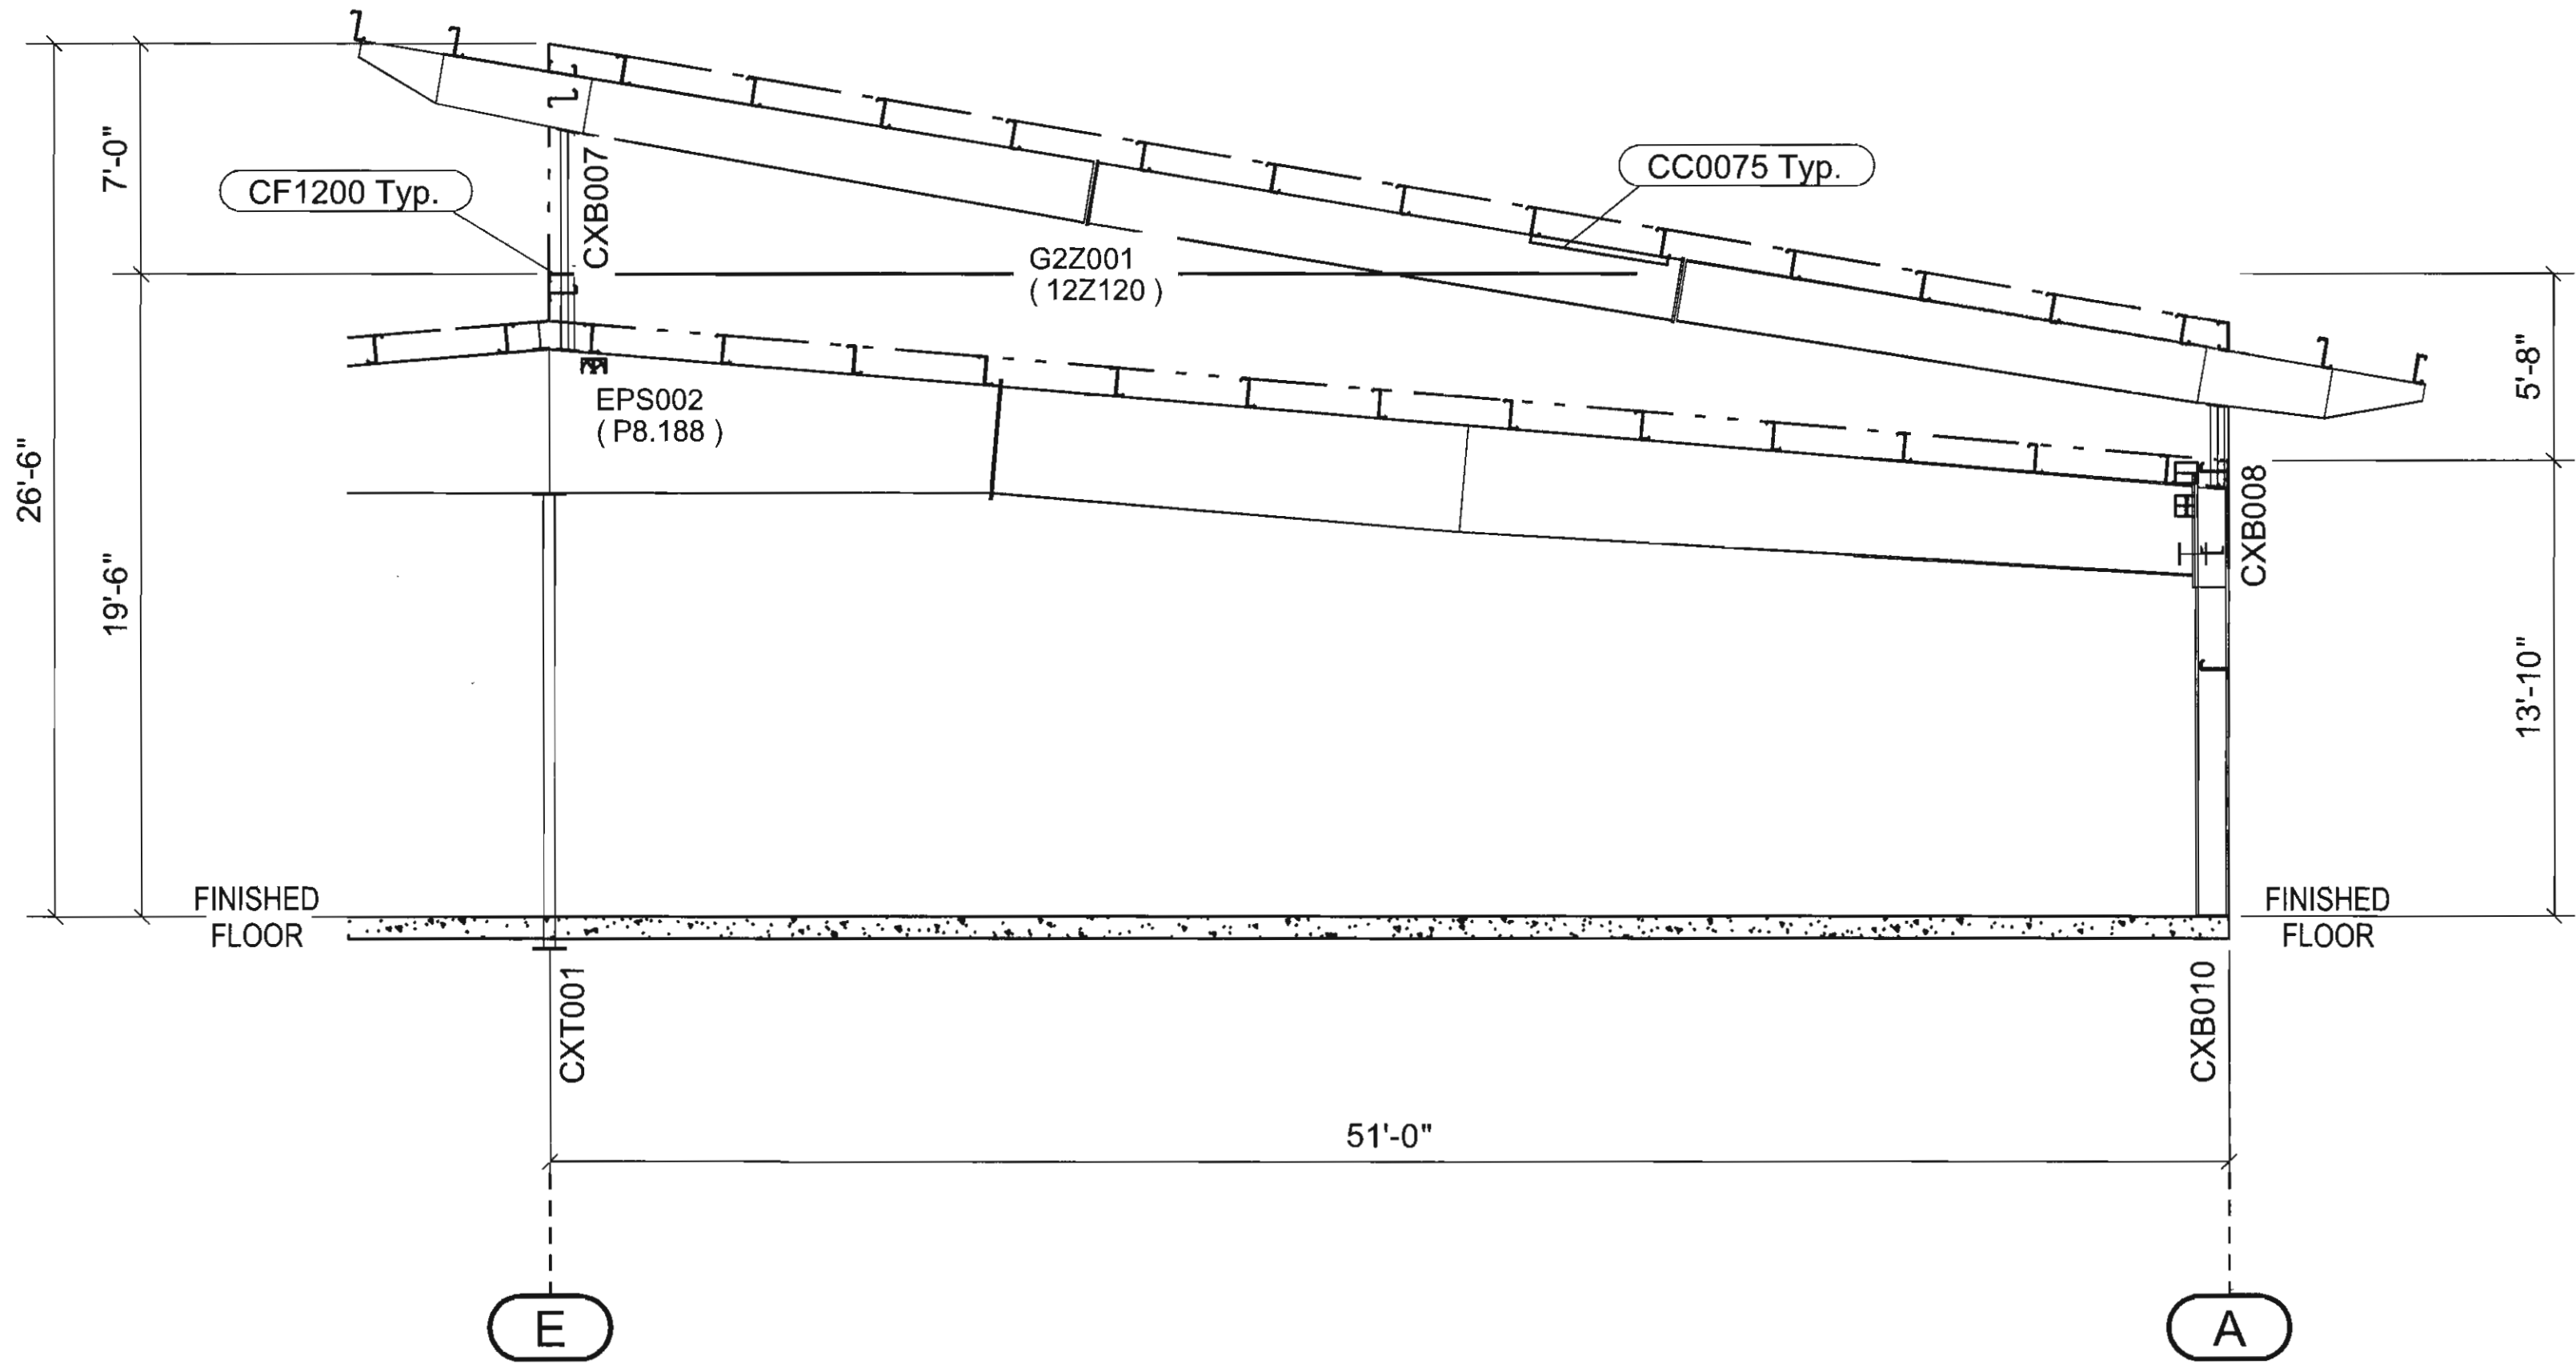 7'-0"
CF1200 Typ.
CXB007
CC0075 Typ.
G2Z001
( 12Z120 )
EPS002
( P8.188 )
26'-6"
19'-6"
5'-8"
CXB008
13'-10"
FINISHED
FLOOR
FINISHED
FLOOR
CXT001
CXB010
51'-0"
E
A